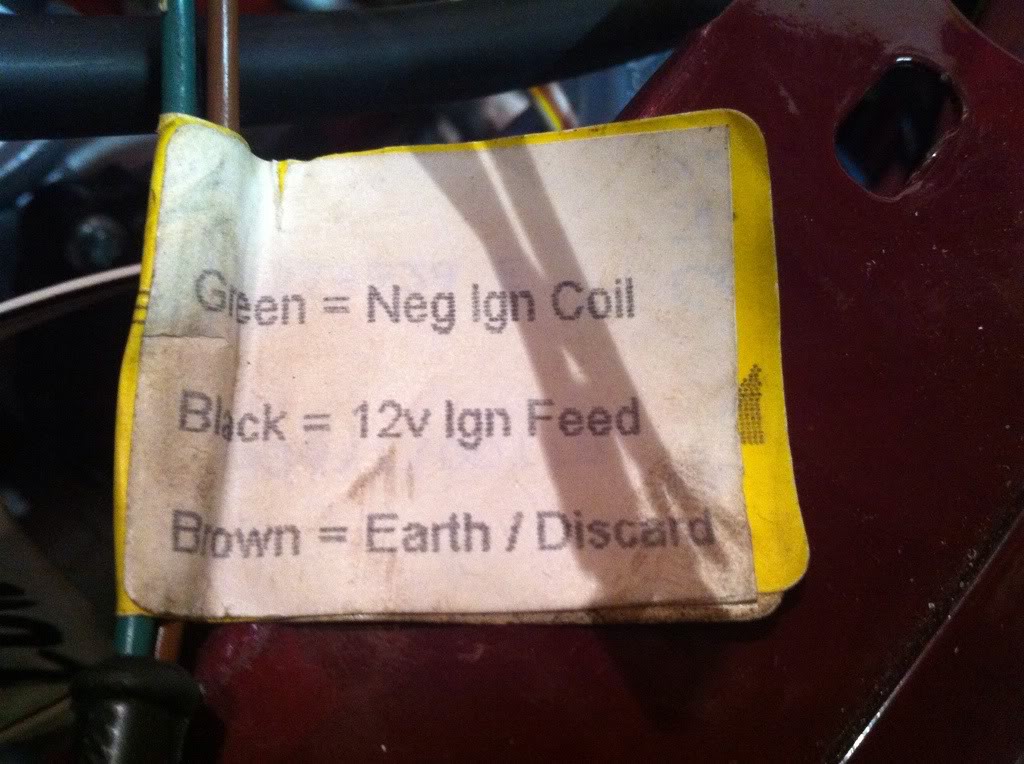 Green = Neg Ign Coil
Black = 12v Ign Feed
Brown = Earth / Discard